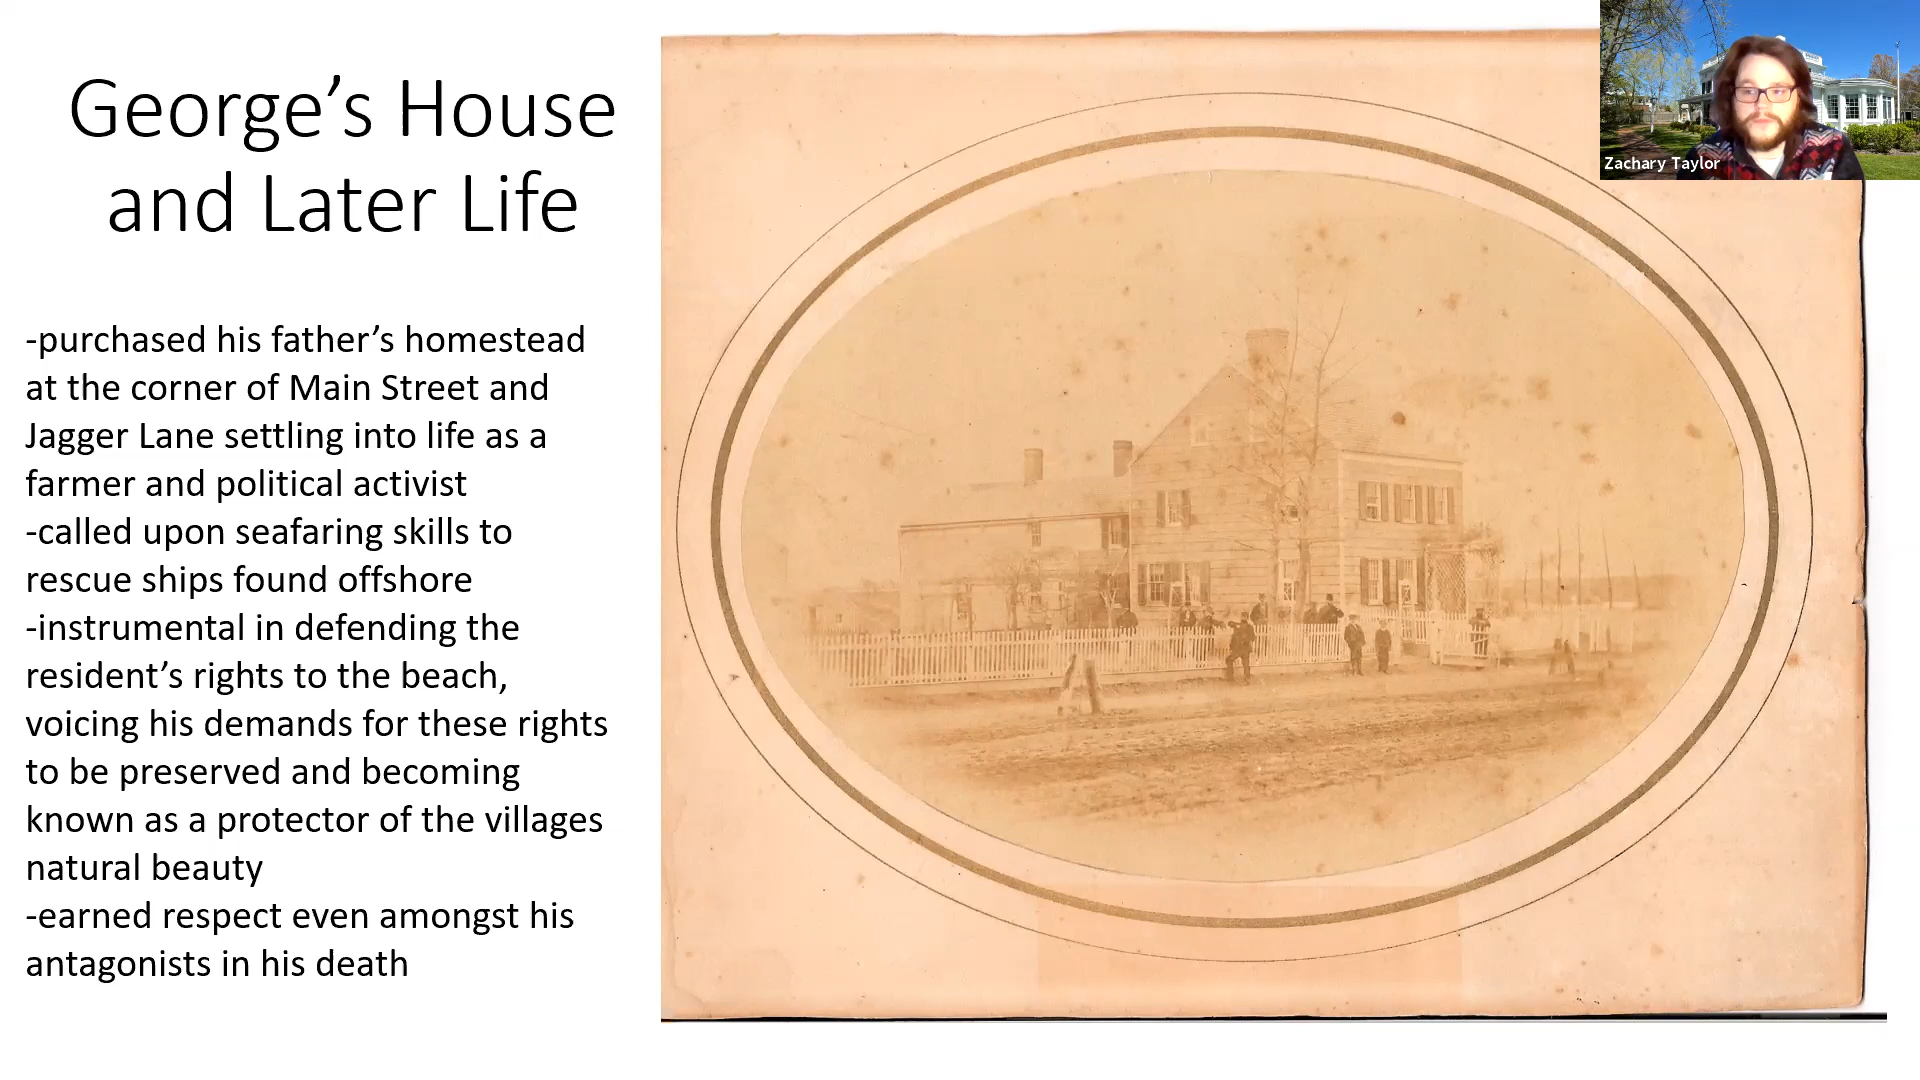 George’s House
and Later Life
-purchased his father’s homestead
at the corner of Main Street and
Jagger Lane settling into life as a
farmer and political activist
-called upon seafaring skills to
rescue ships found offshore
-instrumental in defending the
resident’s rights to the beach,
voicing his demands for these rights
to be preserved and becoming
known as a protector of the villages
natural beauty
-earned respect even amongst his
antagonists in his death
Zachary Taylor